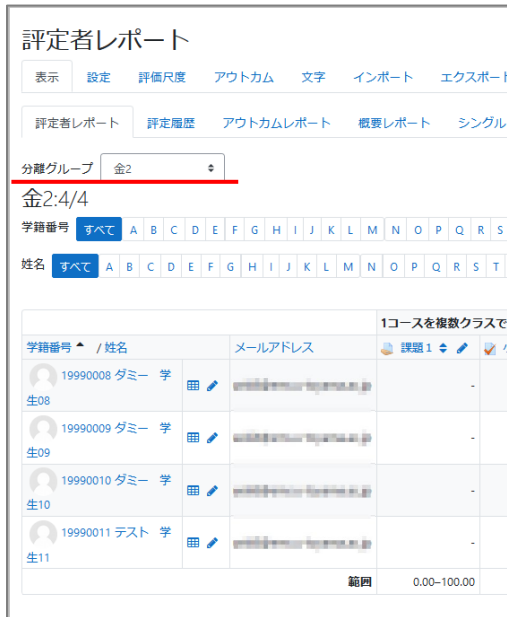 評定者レポート
表示 設定 評価尺度 アウトカム 文字 インポート エクスポート
評定者レポート 評定履歴 アウトカムレポート 概要レポート シングル
分離グループ 金2
金2:4/4
学籍番号 すべて A B C D E F G H I J K L M N O P Q R S
姓名 すべて A B C D E F G H I J K L M N O P Q R S T
1コースを複数クラスで
学籍番号 / 姓名 メールアドレス 課題1
19990008 ダミー 学
生08
-
19990009 ダミー 学
生09
-
19990010 ダミー 学
生10
-
19990011 テスト 学
生11
-
範囲 0.00–100.00